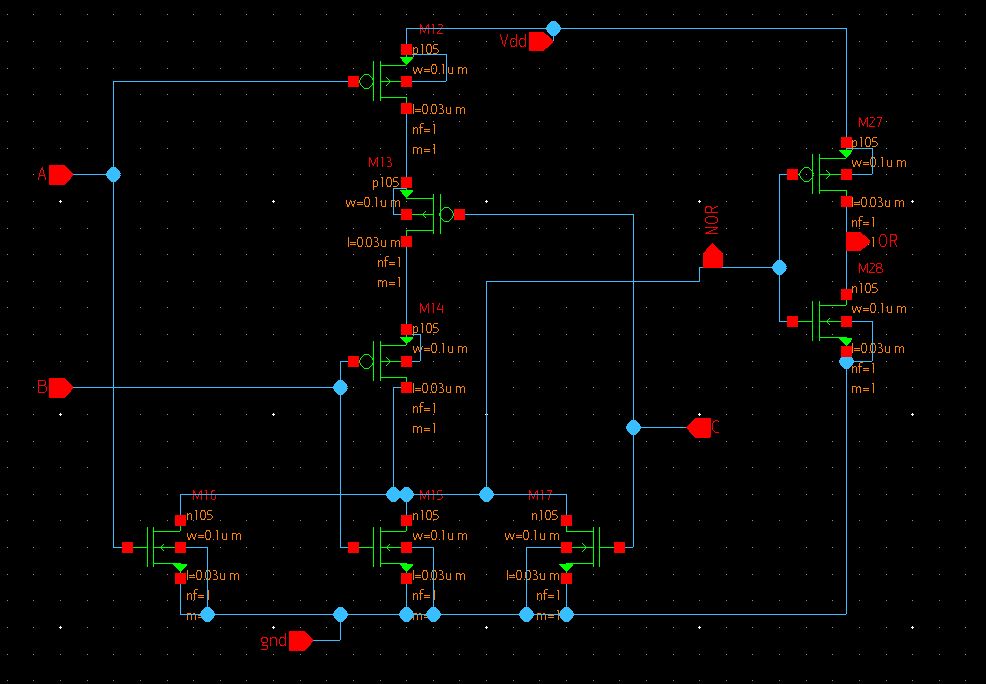 M12
Vdd
p105
w=0.1u m
l=0.03u m
nf=1
m=1
M27
p105
w=0.1u m
l=0.03u m
nf=1
A
M13
p105
w=0.1u m
l=0.03u m
nf=1
m=1
NOR
OR
M28
n105
w=0.1u m
l=0.03u m
nf=1
m=1
M14
p105
w=0.1u m
l=0.03u m
nf=1
m=1
B
C
M16
n105
w=0.1u m
l=0.03u m
nf=1
m=1
M15
n105
w=0.1u m
l=0.03u m
nf=1
m=1
M17
n105
w=0.1u m
l=0.03u m
nf=1
m=1
gnd